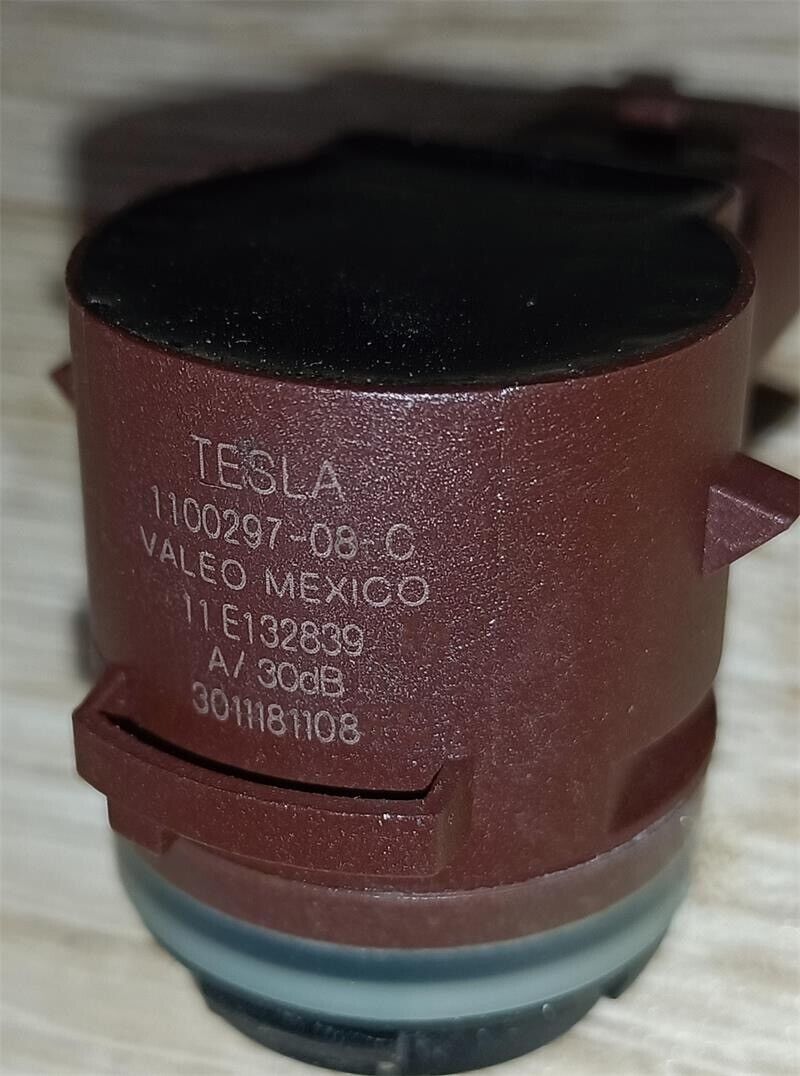 TESLA
1100297-08-C
VALEO MEXICO
11E132839
A/ 30dB
3011181108